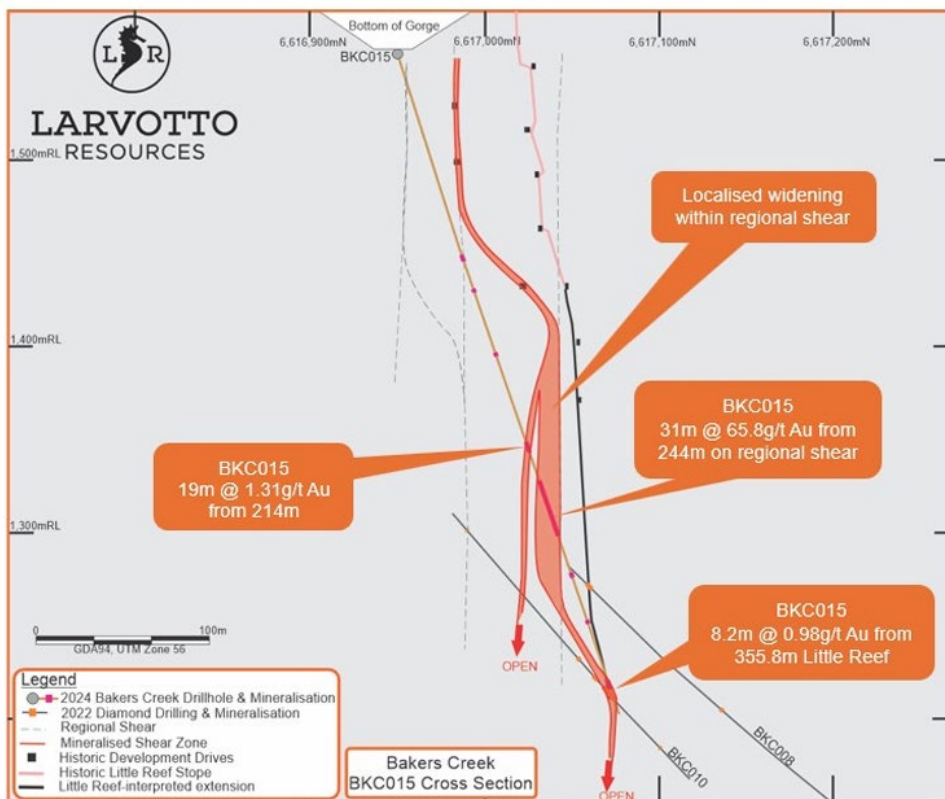 Bottom of Gorge
6,616,900mN
6,617,000mN
6,617,100mN
6,617,200mN
BKC015
L R
LARVOTTO
RESOURCES
1,500mRL
Localised widening
within regional shear
1,400mRL
BKC015
31m @ 65.8g/t Au from
244m on regional shear
BKC015
19m @ 1.31g/t Au
from 214m
1,300mRL
BKC015
8.2m @ 0.98g/t Au from
355.8m Little Reef
0
100m
GDA94, UTM Zone 56
OPEN
Legend
2024 Bakers Creek Drillhole & Mineralisation
2022 Diamond Drilling & Mineralisation
Regional Shear
Mineralised Shear Zone
Historic Development Drives
Historic Little Reef Stope
Little Reef-interpreted extension
Bakers Creek
BKC015 Cross Section
BKC008
BKC010
OPEN